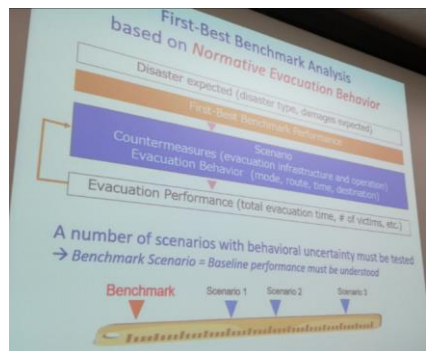 First-Best Benchmark Analysis
based on Normative Evacuation Behavior
Disaster expected (disaster type, damages expected)
First-Best Benchmark Performance
Scenario
Countermeasures (evacuation infrastructure and operation)
Evacuation Behavior (mode, route, time, destination)
Evacuation Performance (total evacuation time, # of victims, etc.)
A number of scenarios with behavioral uncertainty must be tested
→ Benchmark Scenario = Baseline performance must be understood
Benchmark Scenario 1 Scenario 2 Scenario 3